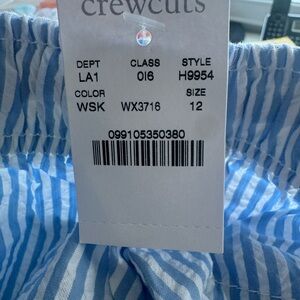 crewcuts
DEPT CLASS STYLE
LA1 016 H9954
COLOR SIZE
WSK WX3716 12
099105350380